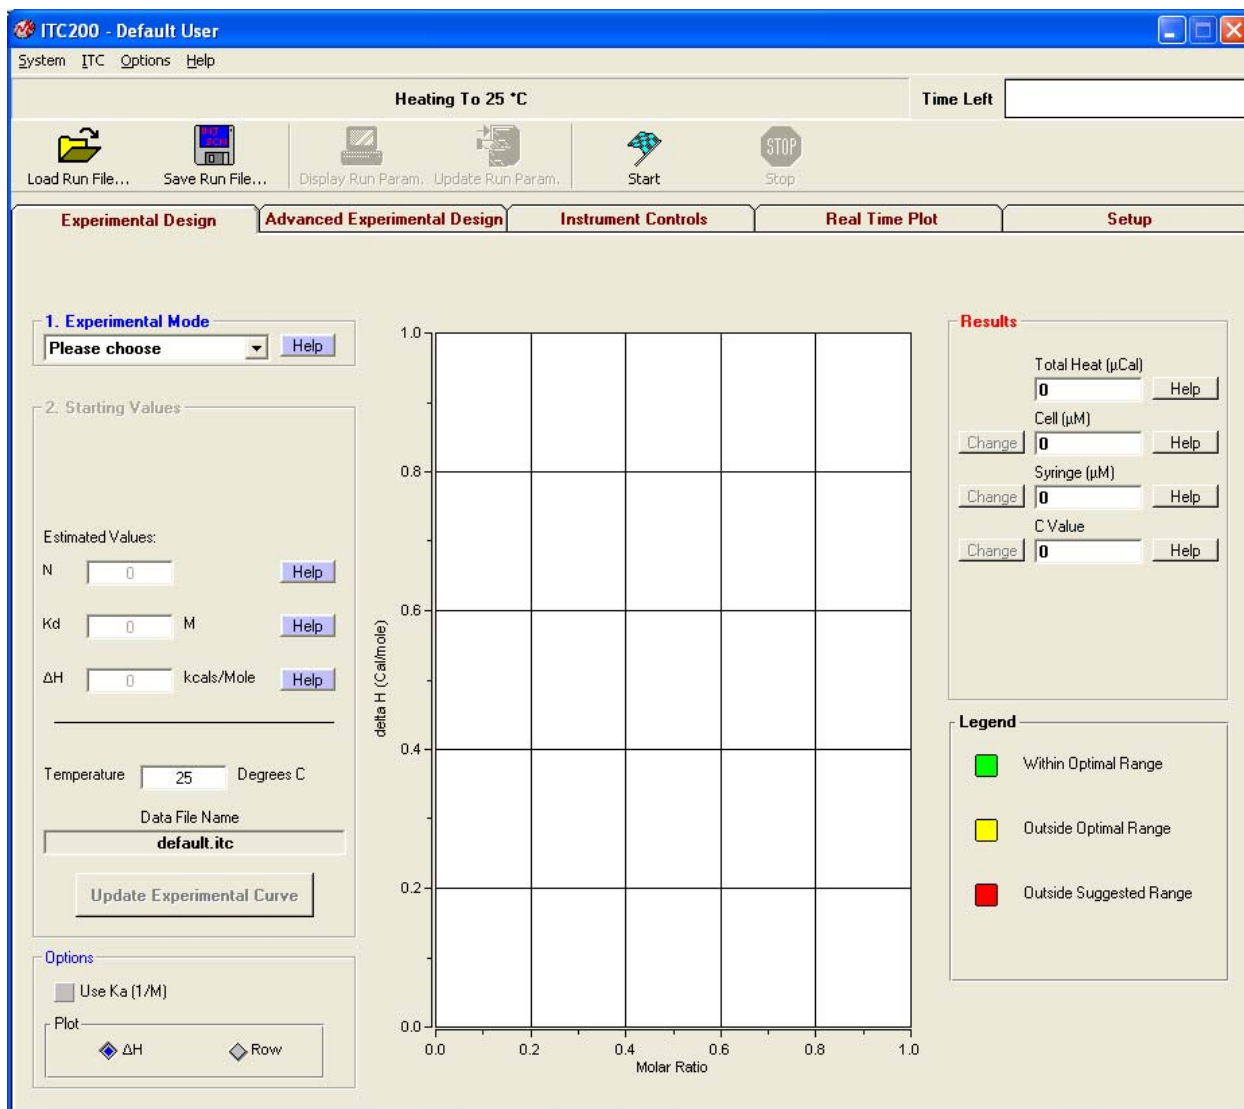 ITC200 - Default User
System ITC Options Help
Heating To 25 °C Time Left
Load Run File... Save Run File... Display Run Param. Update Run Param. Start STOP Stop
Experimental Design Advanced Experimental Design Instrument Controls Real Time Plot Setup
1. Experimental Mode
Please choose Help
2. Starting Values
Estimated Values:
N 0 Help
Kd 0 M Help
ΔH 0 kcals/Mole Help
Temperature 25 Degrees C
Data File Name
default.itc
Update Experimental Curve
Options
Use Ka (1/M)
Plot
ΔH Row
delta H (Cal/mole)
1.0
0.8
0.6
0.4
0.2
0.0
0.0 0.2 0.4 0.6 0.8 1.0
Molar Ratio
Results
Total Heat (µCal)
0 Help
Cell (µM)
Change 0 Help
Syringe (µM)
Change 0 Help
C Value
Change 0 Help
Legend
Within Optimal Range
Outside Optimal Range
Outside Suggested Range